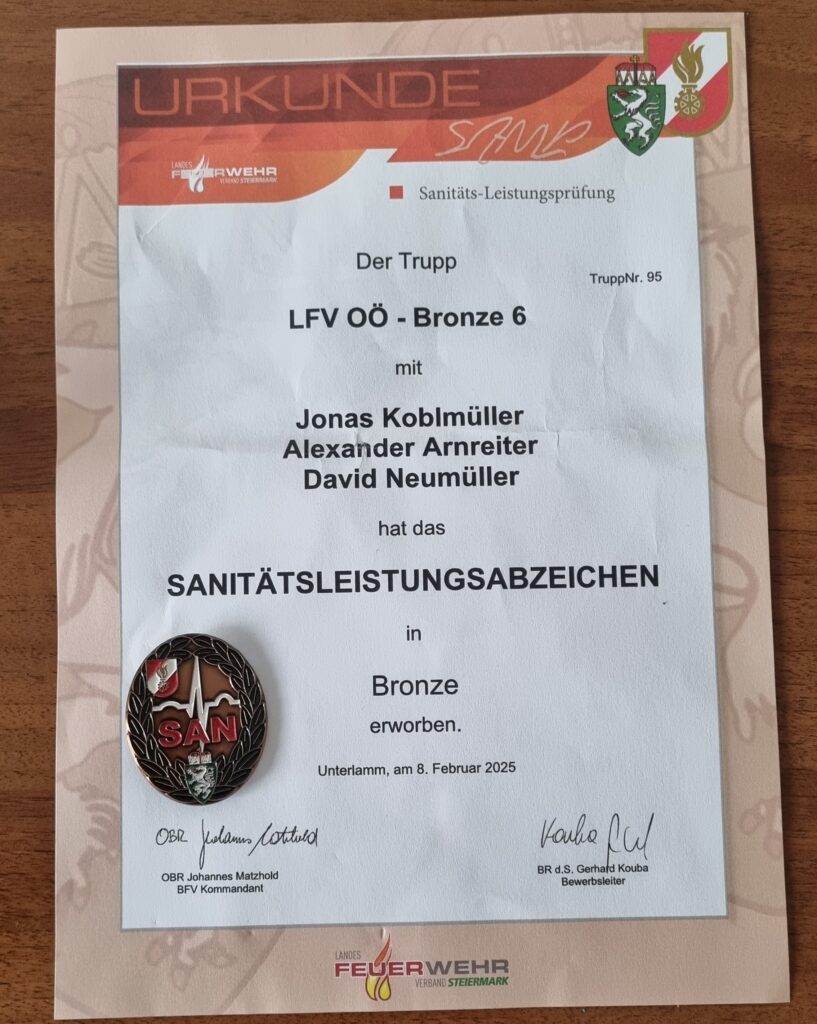 URKUNDE
LANDES
FEUERWEHR
VERBAND STEIERMARK
Sanitäts-Leistungsprüfung
Der Trupp
TruppNr. 95
LFV OÖ - Bronze 6
mit
Jonas Koblmüller
Alexander Arnreiter
David Neumüller
hat das
SANITÄTSLEISTUNGSABZEICHEN
in
Bronze
erworben.
SAN
Unterlamm, am 8. Februar 2025
OBR
Kouba
OBR Johannes Matzhold
BFV Kommandant
BR d.S. Gerhard Kouba
Bewerbsleiter
LANDES
FEUERWEHR
VERBAND STEIERMARK